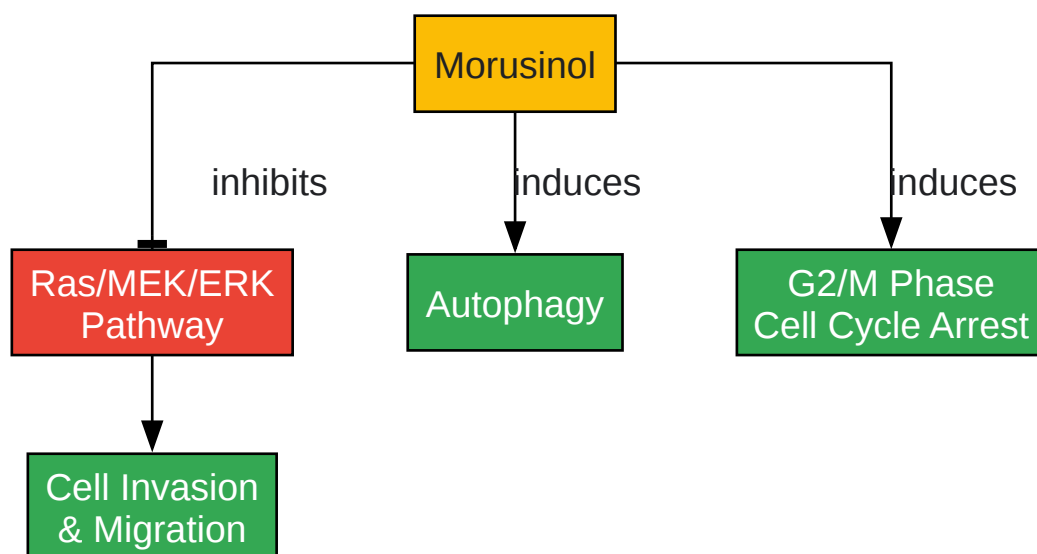 Morusinol
inhibits
induces
induces
Ras/MEK/ERK
Pathway
Autophagy
G2/M Phase
Cell Cycle Arrest
Cell Invasion
& Migration